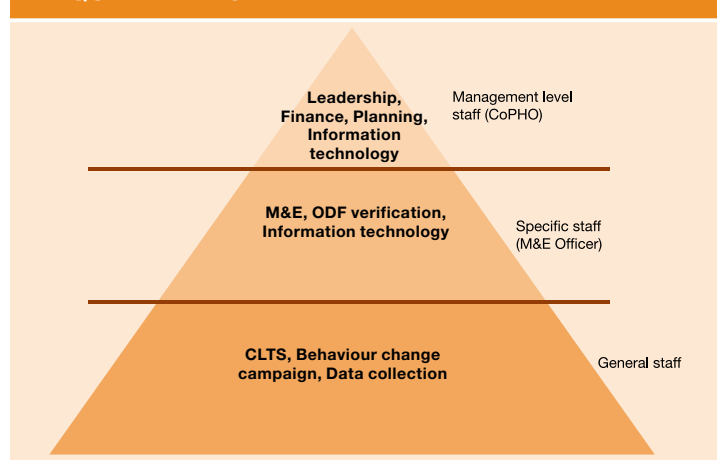 Leadership,
Finance, Planning,
Information
technology
Management level
staff (CoPHO)
M&E, ODF verification,
Information technology
Specific staff
(M&E Officer)
CLTS, Behaviour change
campaign, Data collection
General staff